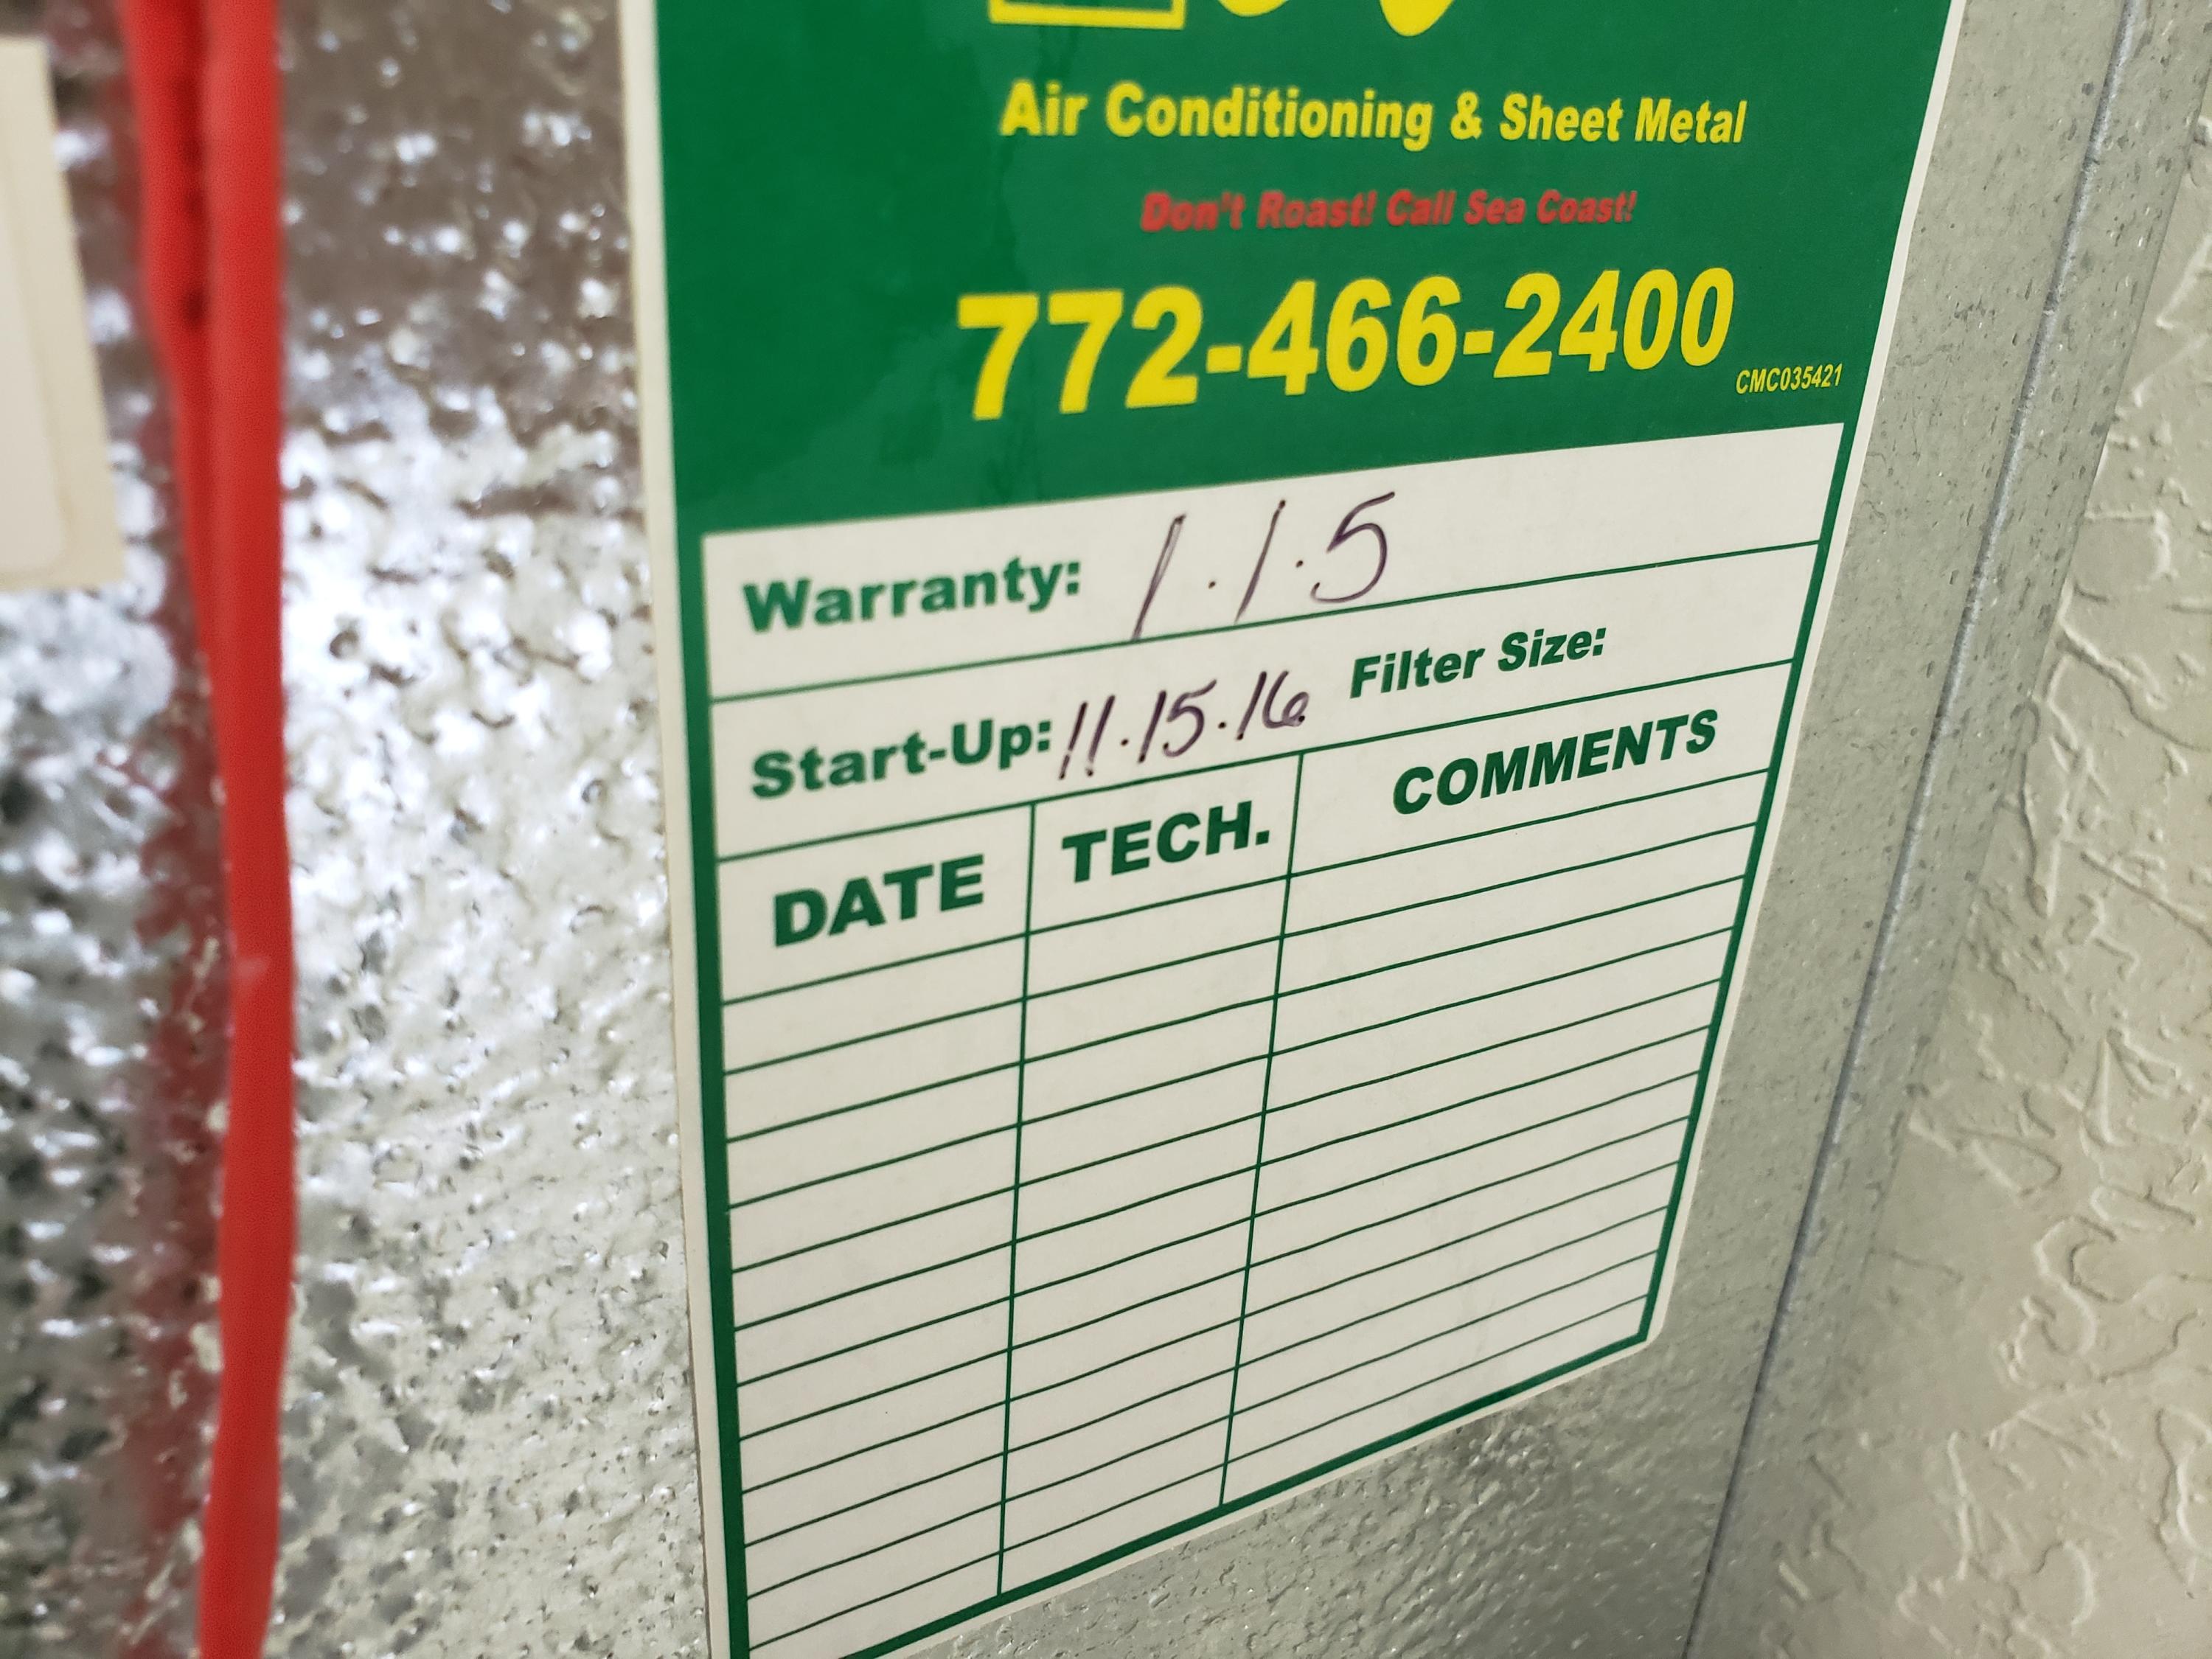 Air Conditioning & Sheet Metal
Don't Roast! Call Sea Coast!
772-466-2400
CMC035421
Warranty: 1.1.5
Start-Up: 11.15.16 Filter Size:
DATE TECH. COMMENTS